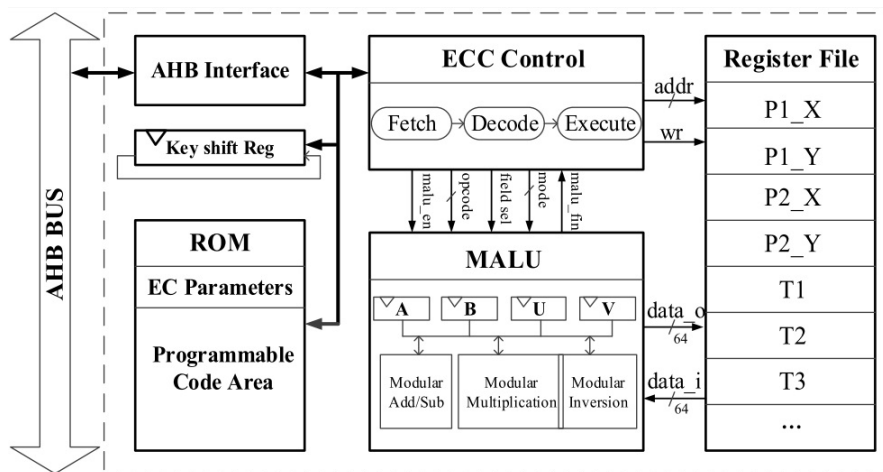 AHB BUS
AHB Interface
Key shift Reg
ROM
EC Parameters
Programmable
Code Area
ECC Control
Fetch
Decode
Execute
malu_en
opcode
field sel
mode
malu_fin
MALU
A
B
U
V
Modular
Add/Sub
Modular
Multiplication
Modular
Inversion
addr
wr
data_o
64
data_i
64
Register File
P1_X
P1_Y
P2_X
P2_Y
T1
T2
T3
...